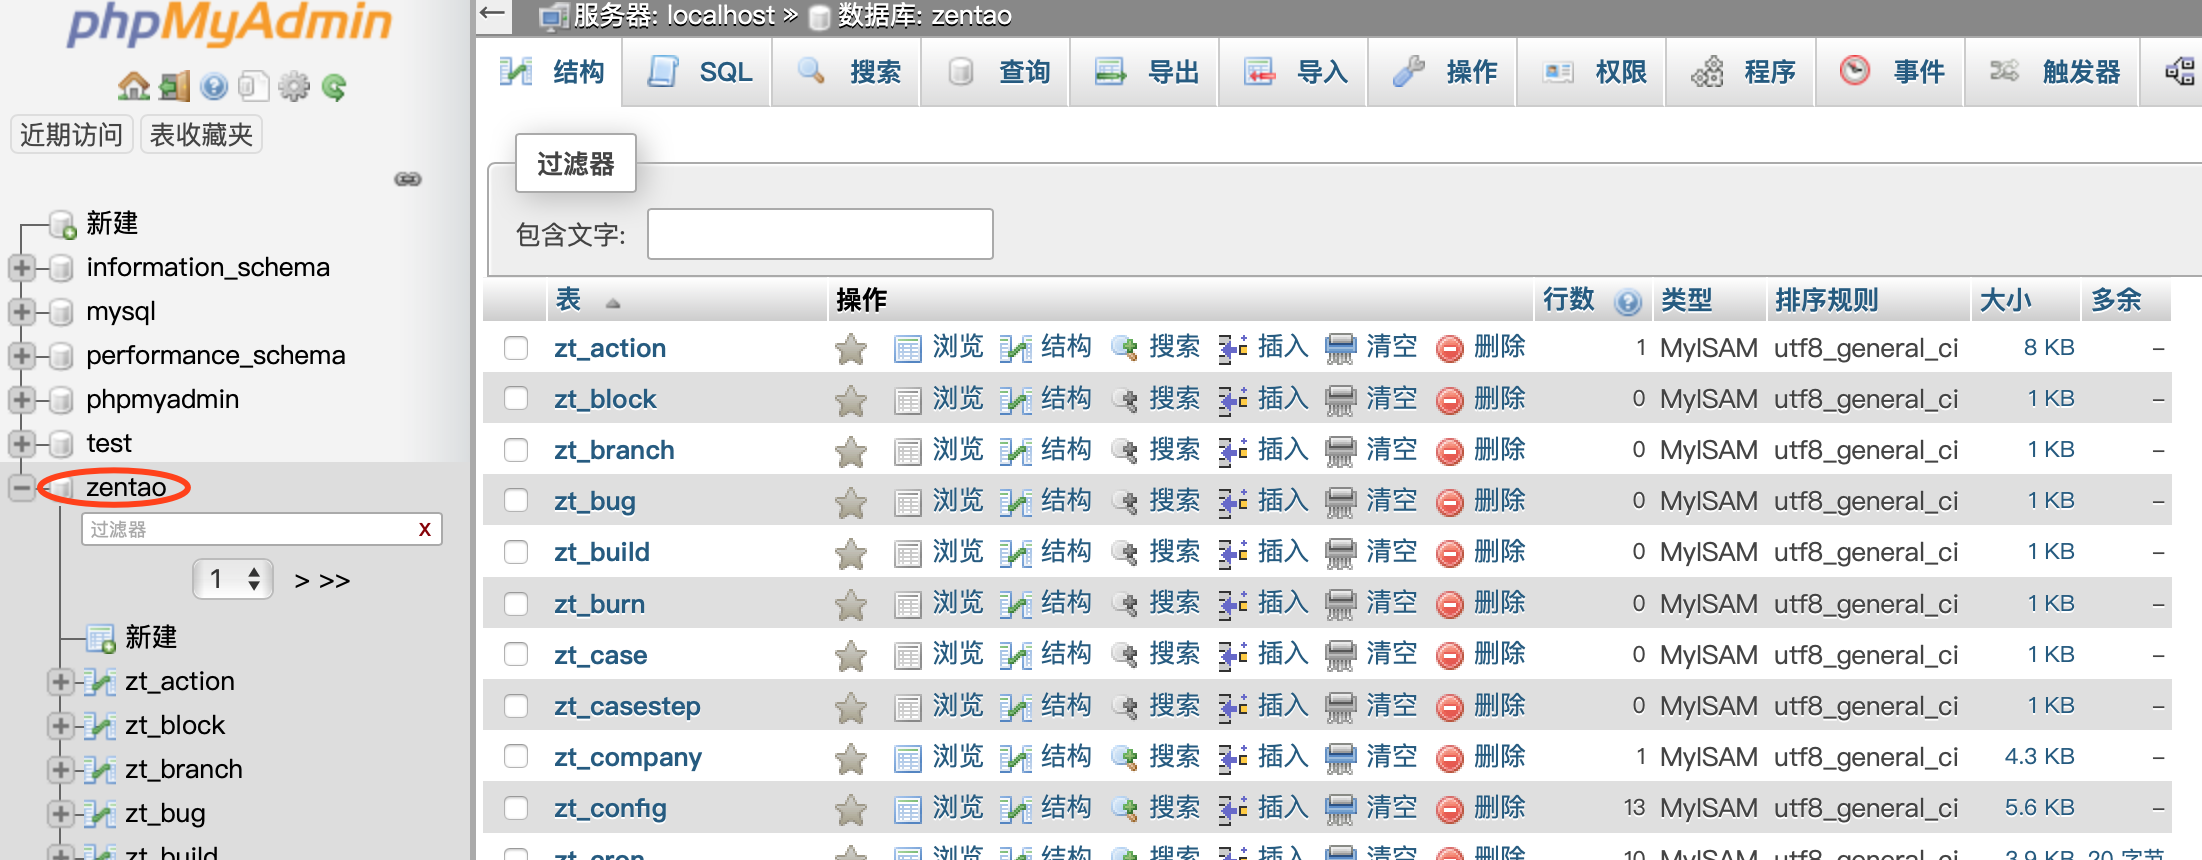 phpMyAdmin
近期访问 表收藏夹
新建
information_schema
mysql
performance_schema
phpmyadmin
test
zentao
过滤器 X
1 > >>
新建
zt_action
zt_block
zt_branch
zt_bug
zt_build
← 服务器: localhost » 数据库: zentao
结构 SQL 搜索 查询 导出 导入 操作 权限 程序 事件 触发器
过滤器
包含文字:
表 操作 行数 类型 排序规则 大小 多余
zt_action 浏览 结构 搜索 插入 清空 删除 1 MyISAM utf8_general_ci 8 KB –
zt_block 浏览 结构 搜索 插入 清空 删除 0 MyISAM utf8_general_ci 1 KB –
zt_branch 浏览 结构 搜索 插入 清空 删除 0 MyISAM utf8_general_ci 1 KB –
zt_bug 浏览 结构 搜索 插入 清空 删除 0 MyISAM utf8_general_ci 1 KB –
zt_build 浏览 结构 搜索 插入 清空 删除 0 MyISAM utf8_general_ci 1 KB –
zt_burn 浏览 结构 搜索 插入 清空 删除 0 MyISAM utf8_general_ci 1 KB –
zt_case 浏览 结构 搜索 插入 清空 删除 0 MyISAM utf8_general_ci 1 KB –
zt_casestep 浏览 结构 搜索 插入 清空 删除 0 MyISAM utf8_general_ci 1 KB –
zt_company 浏览 结构 搜索 插入 清空 删除 1 MyISAM utf8_general_ci 4.3 KB –
zt_config 浏览 结构 搜索 插入 清空 删除 13 MyISAM utf8_general_ci 5.6 KB –
zt_cron 浏览 结构 搜索 插入 清空 删除 10 MyISAM utf8_general_ci 3.9 KB 20 字节